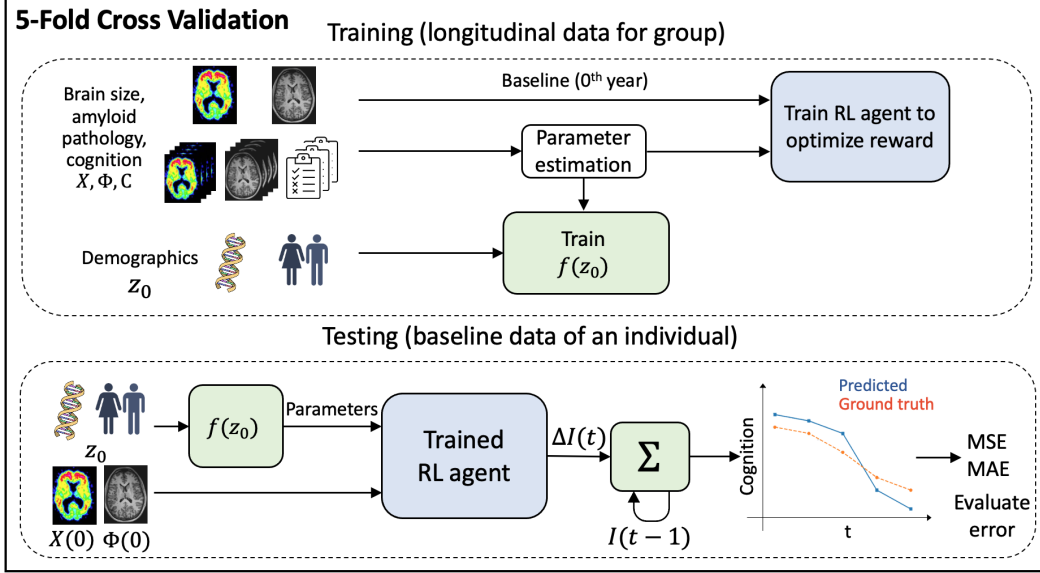 5-Fold Cross Validation
Training (longitudinal data for group)
Brain size,
amyloid
pathology,
cognition
X, Φ, C
Baseline (0th year)
Parameter
estimation
Train RL agent to
optimize reward
Demographics
z0
Train
f(z0)
Testing (baseline data of an individual)
z0
X(0) Φ(0)
f(z0)
Parameters
Trained
RL agent
ΔI(t)
Σ
I(t − 1)
Cognition
Predicted
Ground truth
t
MSE
MAE
Evaluate
error